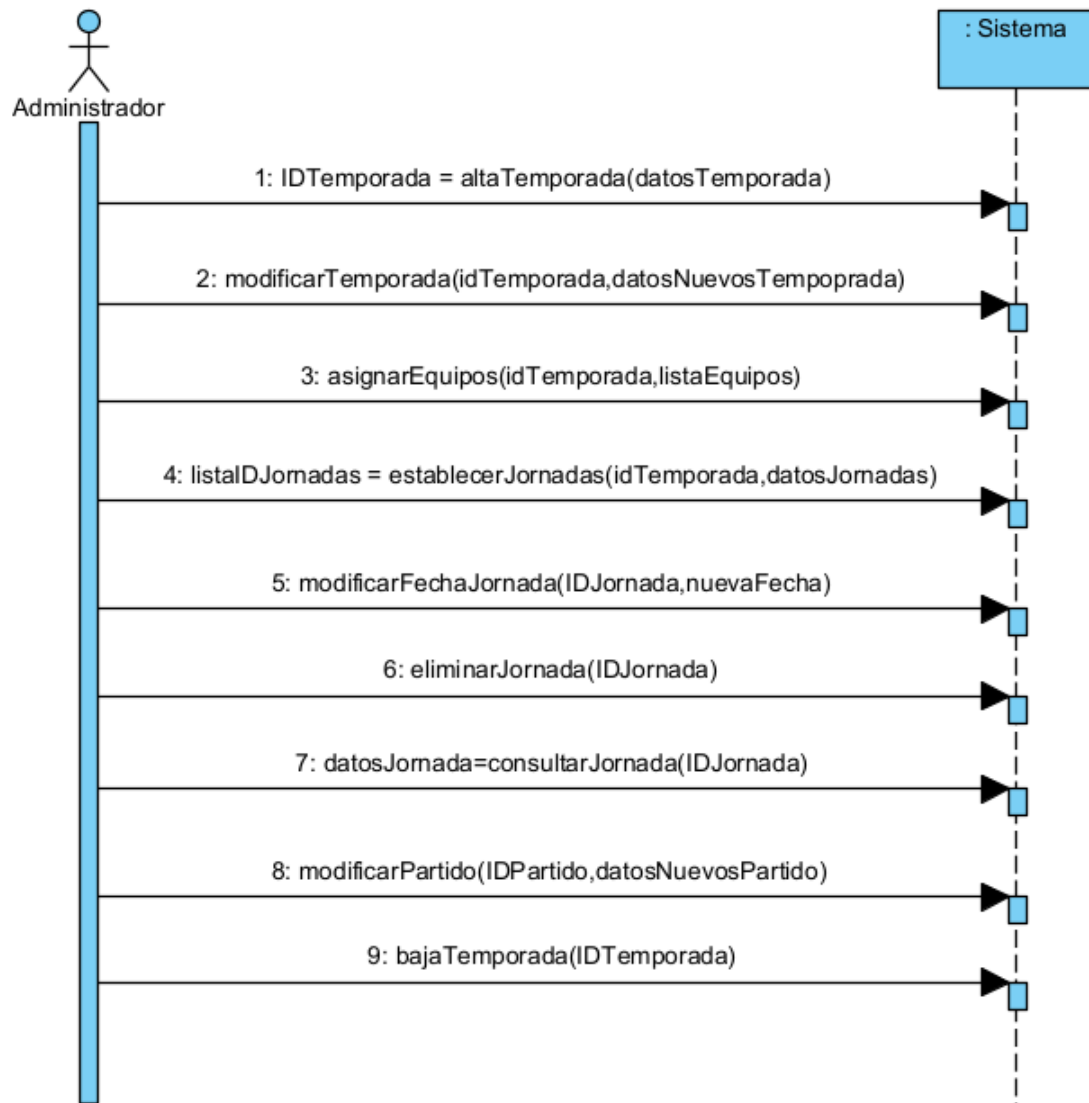 : Sistema
Administrador
1: IDTemporada = altaTemporada(datosTemporada)
2: modificarTemporada(idTemporada,datosNuevosTempoprada)
3: asignarEquipos(idTemporada,listaEquipos)
4: listaIDJornadas = establecerJornadas(idTemporada,datosJornadas)
5: modificarFechaJornada(IDJornada,nuevaFecha)
6: eliminarJornada(IDJornada)
7: datosJornada=consultarJornada(IDJornada)
8: modificarPartido(IDPartido,datosNuevosPartido)
9: bajaTemporada(IDTemporada)